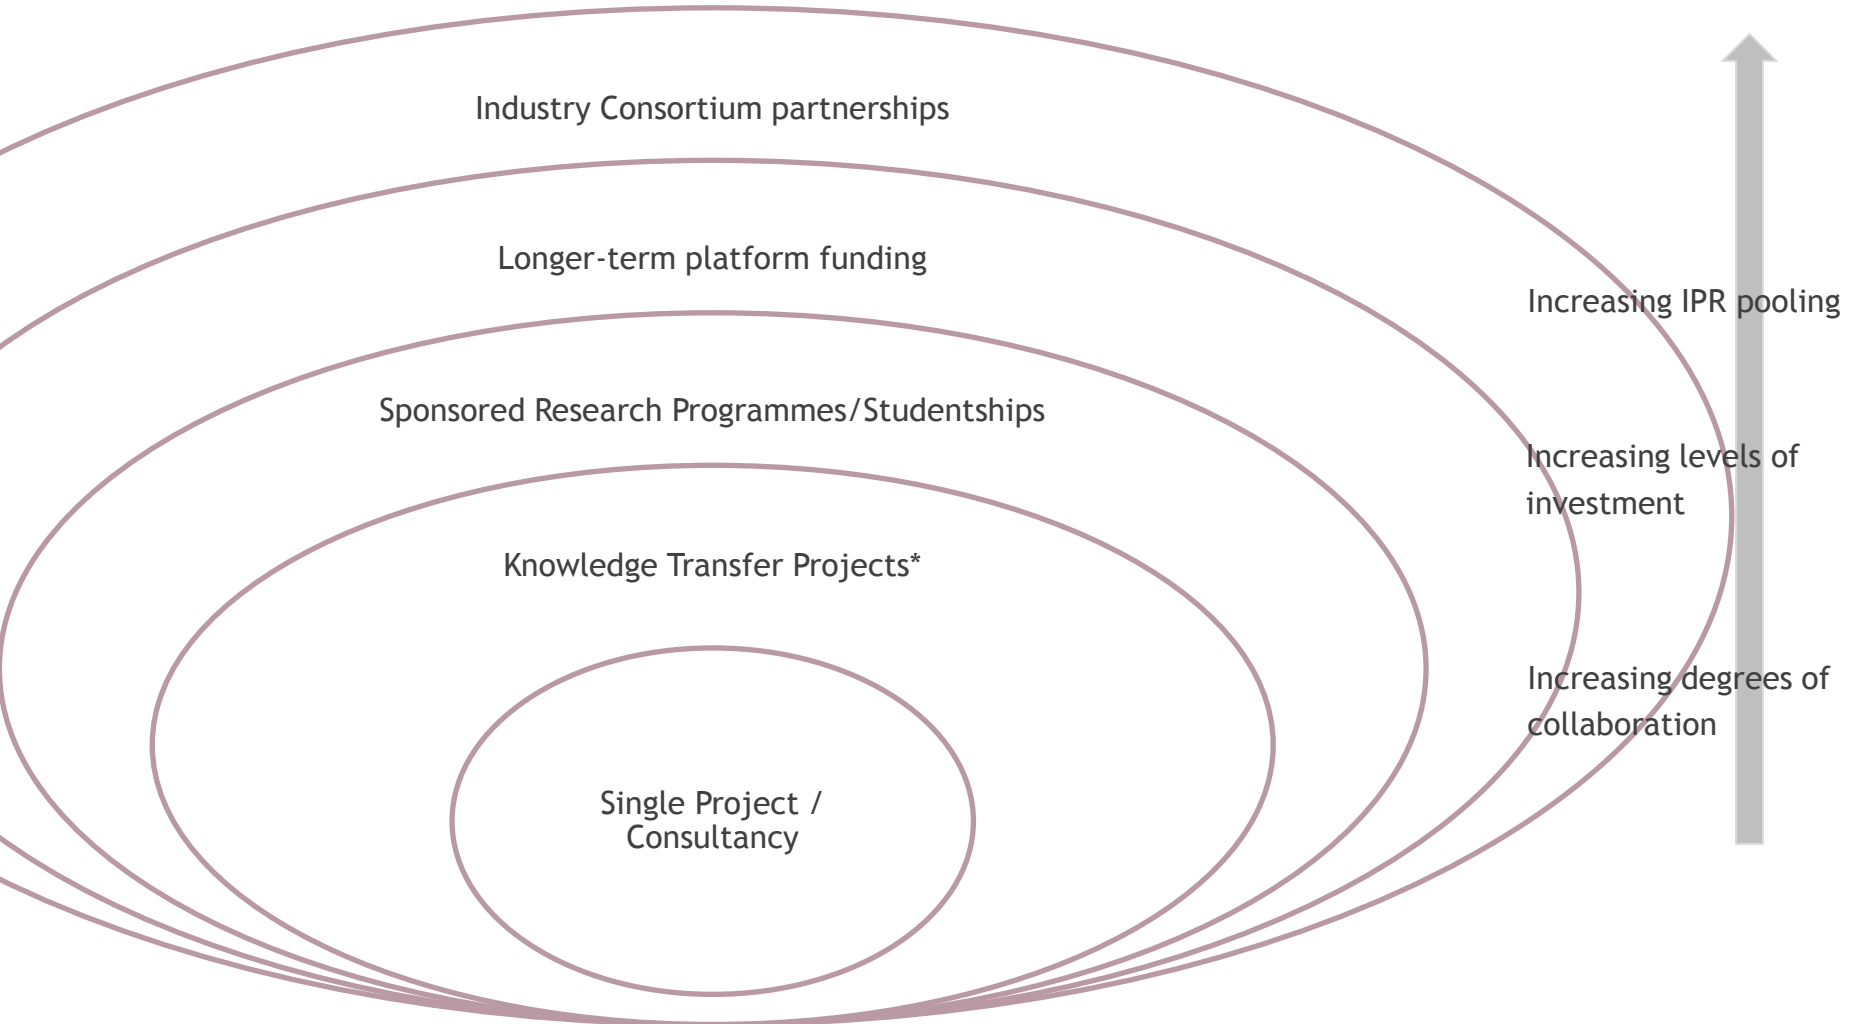 Industry Consortium partnerships
Longer-term platform funding
Increasing IPR pooling
Sponsored Research Programmes/Studentships
Increasing levels of
investment
Knowledge Transfer Projects*
Increasing degrees of
collaboration
Single Project /
Consultancy